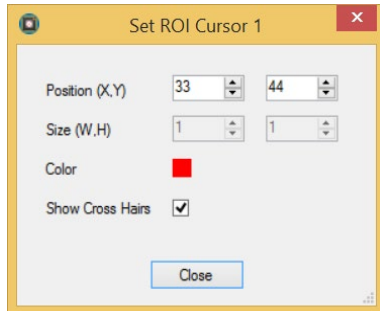 Set ROI Cursor 1
Position (X,Y) 33 44
Size (W,H) 1 1
Color
Show Cross Hairs
Close